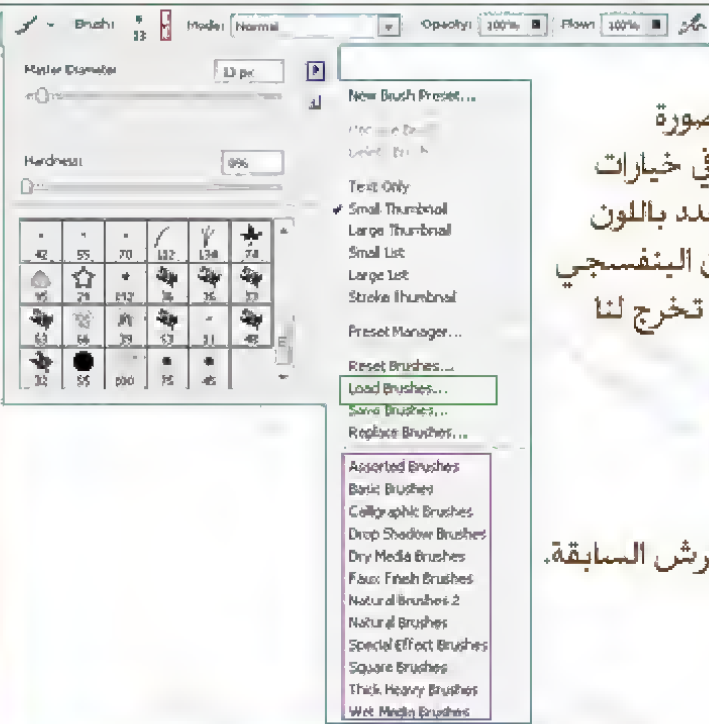 Brush: 13 Mode: Normal Opacity: 100% Flow: 100%
Master Diameter 13 px
Hardness: 0%
42 55 70 112 134 74
95 29 192 36 36 33
63 66 39 63 11 48
32 55 100 75 45
New Brush Preset...
Text Only
Small Thumbnail
Large Thumbnail
Small List
Large List
Stroke Thumbnail
Preset Manager...
Reset Brushes...
Load Brushes...
Save Brushes...
Replace Brushes...
Assorted Brushes
Basic Brushes
Calligraphic Brushes
Drop Shadow Brushes
Dry Media Brushes
Faux Finish Brushes
Natural Brushes 2
Natural Brushes
Special Effect Brushes
Square Brushes
Thick Heavy Brushes
Wet Media Brushes
صورة
خيارات
باللون
البنفسجي
تخرج لنا
السابقة.